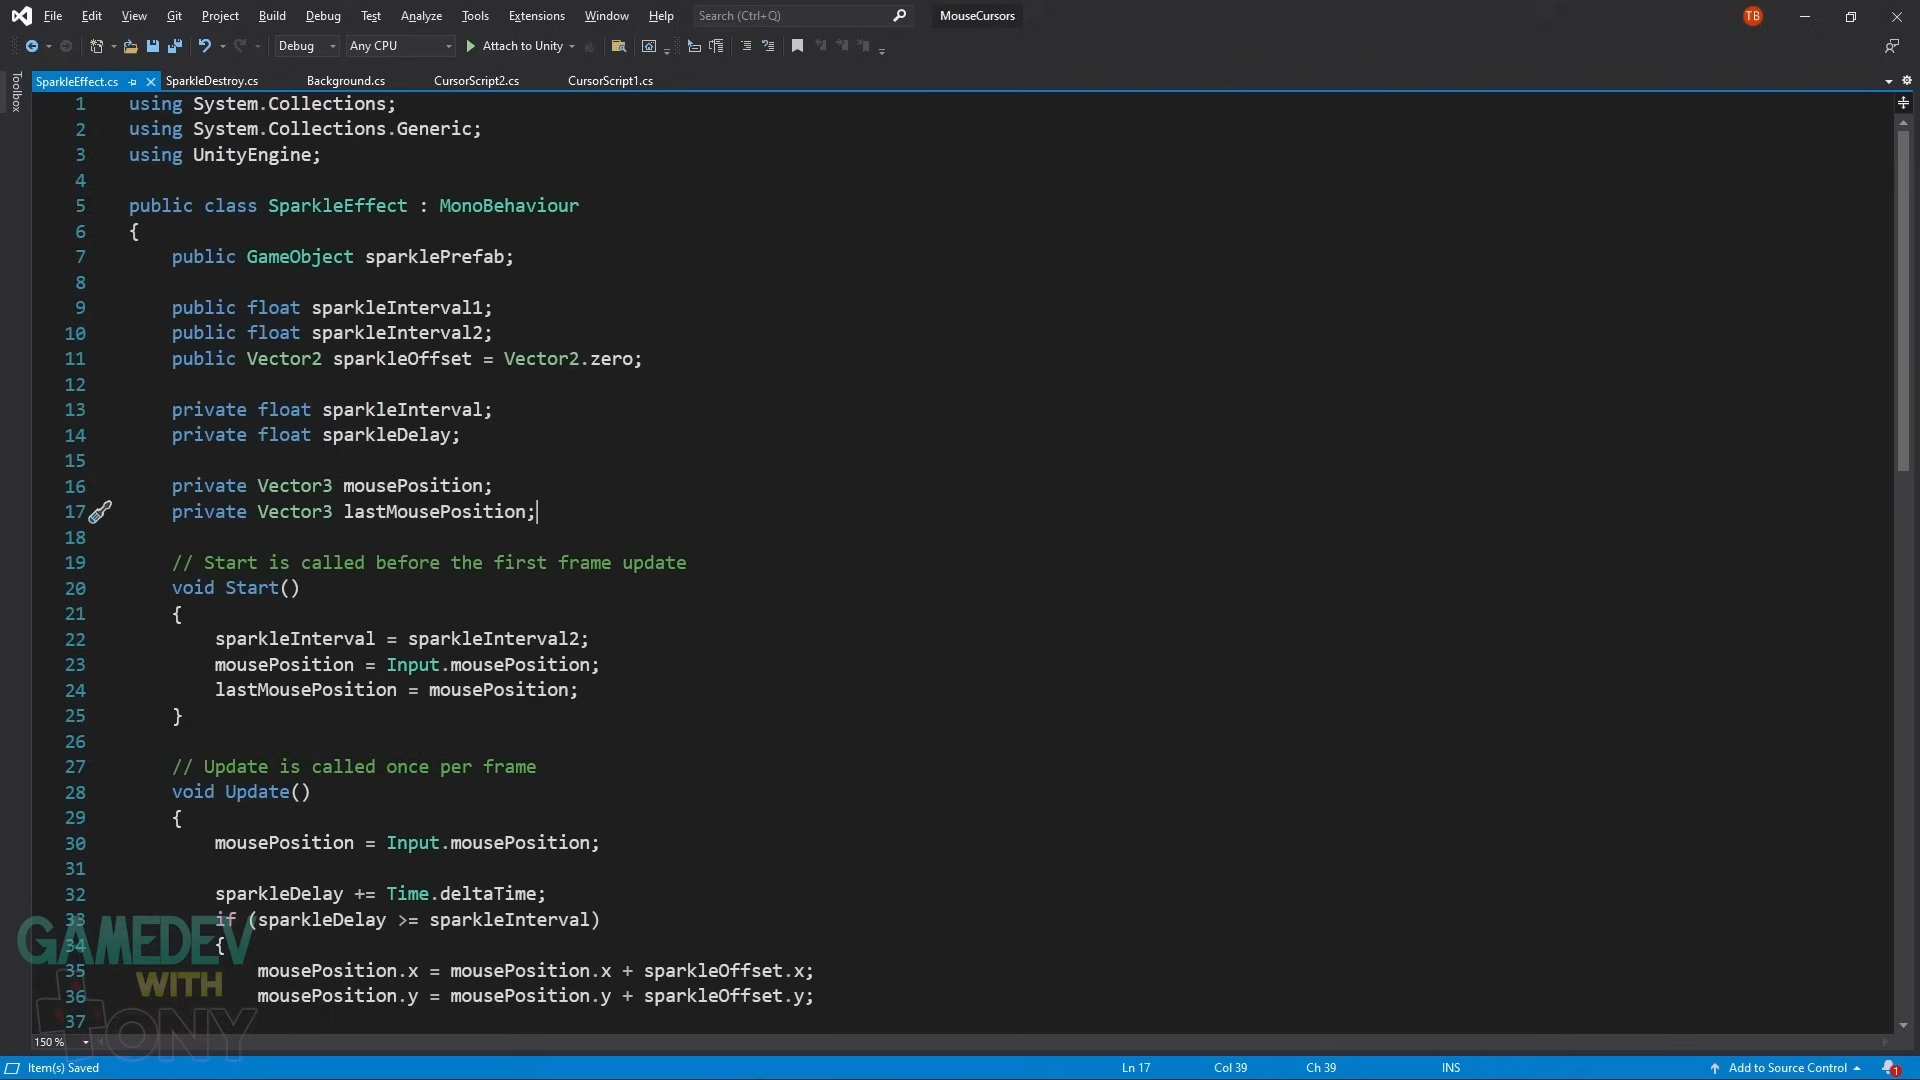 File Edit View Git Project Build Debug Test Analyze Tools Extensions Window Help Search (Ctrl+Q) MouseCursors TB
Debug Any CPU Attach to Unity
Toolbox
SparkleEffect.cs SparkleDestroy.cs Background.cs CursorScript2.cs CursorScript1.cs
1 using System.Collections;
2 using System.Collections.Generic;
3 using UnityEngine;
4
5 public class SparkleEffect : MonoBehaviour
6 {
7 public GameObject sparklePrefab;
8
9 public float sparkleInterval1;
10 public float sparkleInterval2;
11 public Vector2 sparkleOffset = Vector2.zero;
12
13 private float sparkleInterval;
14 private float sparkleDelay;
15
16 private Vector3 mousePosition;
17 private Vector3 lastMousePosition;
18
19 // Start is called before the first frame update
20 void Start()
21 {
22 sparkleInterval = sparkleInterval2;
23 mousePosition = Input.mousePosition;
24 lastMousePosition = mousePosition;
25 }
26
27 // Update is called once per frame
28 void Update()
29 {
30 mousePosition = Input.mousePosition;
31
32 sparkleDelay += Time.deltaTime;
33 if (sparkleDelay >= sparkleInterval)
34 {
35 mousePosition.x = mousePosition.x + sparkleOffset.x;
36 mousePosition.y = mousePosition.y + sparkleOffset.y;
37
GAMEDEV
WITH
TONY
150 %
Item(s) Saved Ln 17 Col 39 Ch 39 INS Add to Source Control 1